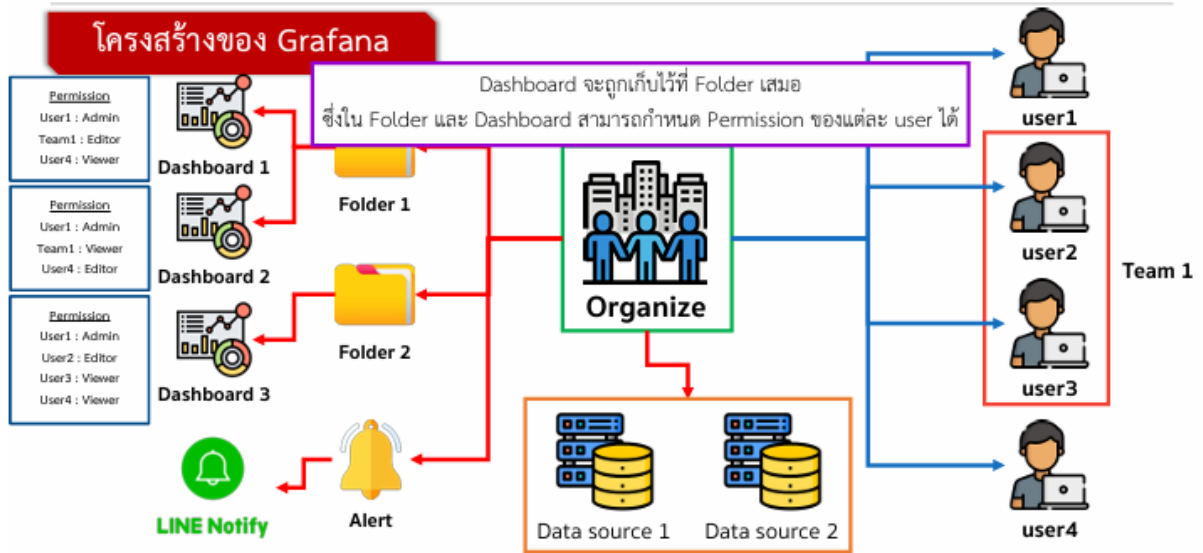 โครงสร้างของ Grafana
Dashboard จะถูกเก็บไว้ที่ Folder เสมอ
ซึ่งใน Folder และ Dashboard สามารถกำหนด Permission ของแต่ละ user ได้
Permission
User1 : Admin
Team1 : Editor
User4 : Viewer
Dashboard 1
Permission
User1 : Admin
Team1 : Viewer
User4 : Editor
Dashboard 2
Permission
User1 : Admin
User2 : Editor
User3 : Viewer
User4 : Viewer
Dashboard 3
Folder 1
Folder 2
LINE Notify
Alert
Organize
Data source 1
Data source 2
user1
user2
user3
Team 1
user4